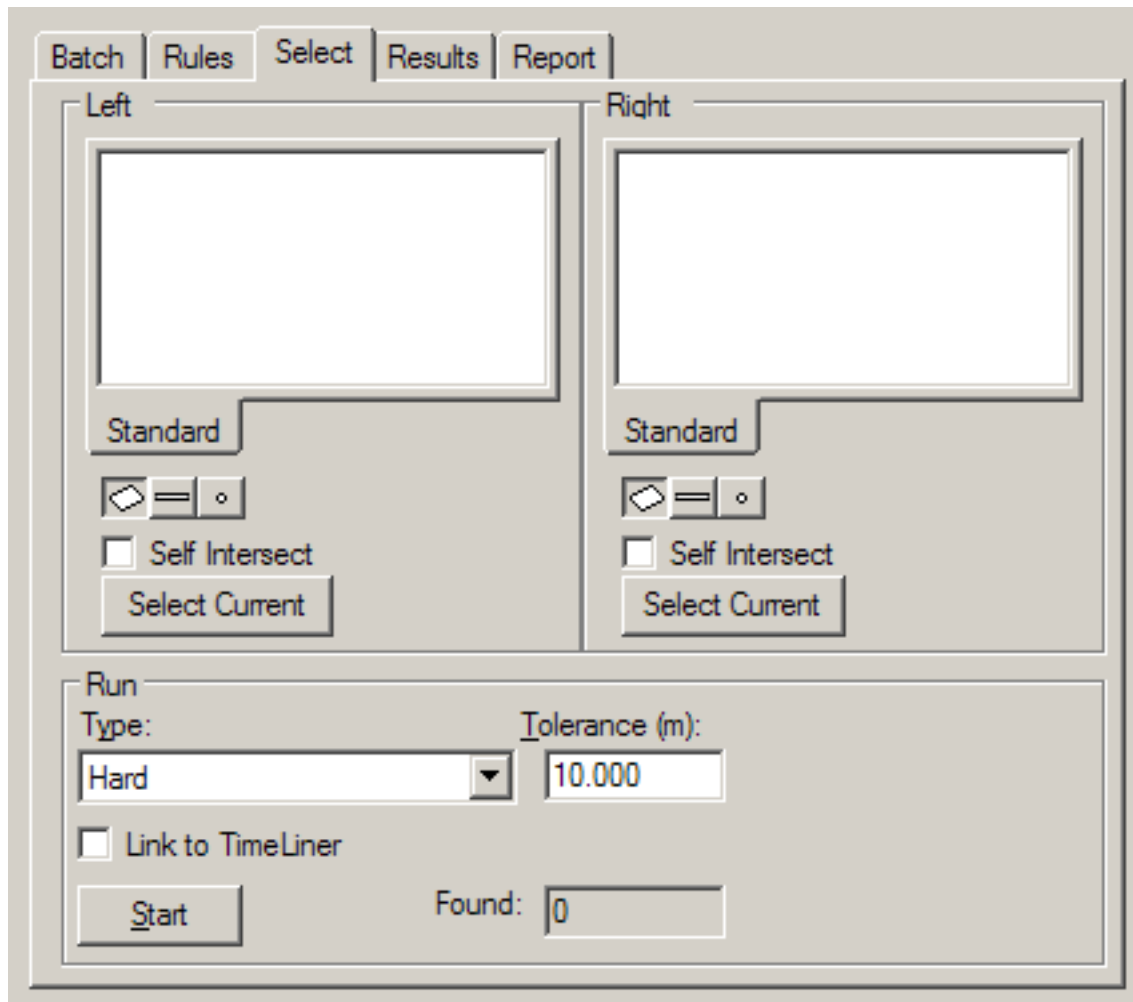 Batch Rules Select Results Report
Left Right
Standard Standard
Self Intersect Self Intersect
Select Current Select Current
Run
Type: Tolerance (m):
Hard 10.000
Link to TimeLiner
Start Found: 0